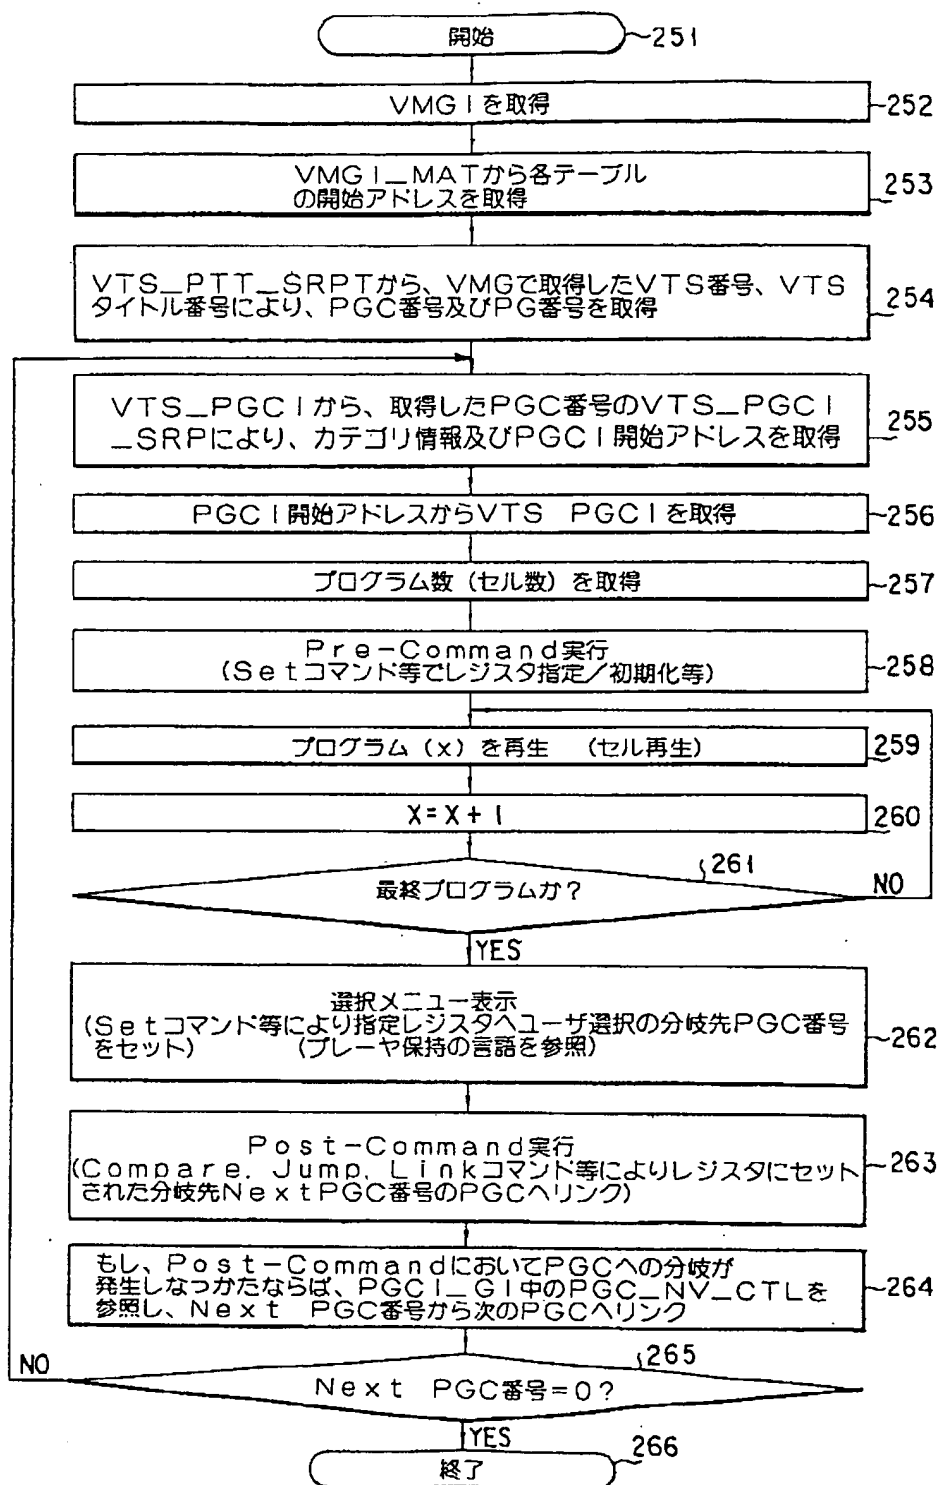 開始
251
VMGIを取得
252
VMGI_MATから各テーブル
の開始アドレスを取得
253
VTS_PTT_SRPTから、VMGで取得したVTS番号、VTS
タイトル番号により、PGC番号及びPG番号を取得
254
VTS_PGCIから、取得したPGC番号のVTS_PGCI
_SRPにより、カテゴリ情報及びPGCI開始アドレスを取得
255
PGCI開始アドレスからVTS PGCIを取得
256
プログラム数(セル数)を取得
257
Pre-Command実行
(Setコマンド等でレジスタ指定/初期化等)
258
プログラム(x)を再生 (セル再生)
259
X=X+1
260
261
最終プログラムか?
NO
YES
選択メニュー表示
(Setコマンド等により指定レジスタへユーザ選択の分岐先PGC番号
をセット) (プレーヤ保持の言語を参照)
262
Post-Command実行
(Compare、Jump、Linkコマンド等によりレジスタにセット
された分岐先NextPGC番号のPGCへリンク)
263
もし、Post-CommandにおいてPGCへの分岐が
発生しなつかたならば、PGCI_GI中のPGC_NV_CTLを
参照し、Next PGC番号から次のPGCへリンク
264
265
NO
Next PGC番号=0?
YES
266
終了